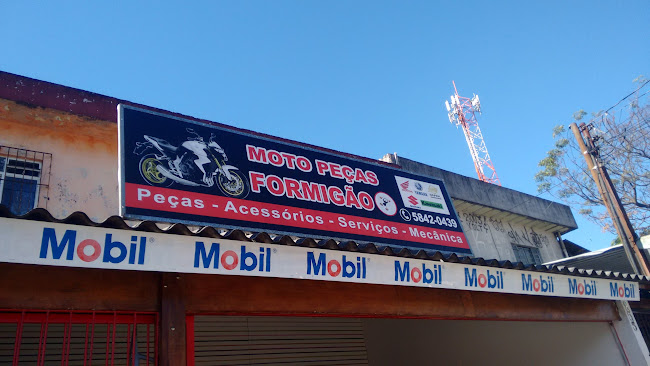 MOTO PEÇAS
FORMIGÃO
5842-0439
Peças - Acessórios - Serviços - Mecânica
Mobil Mobil Mobil Mobil Mobil Mobil Mobil Mobil